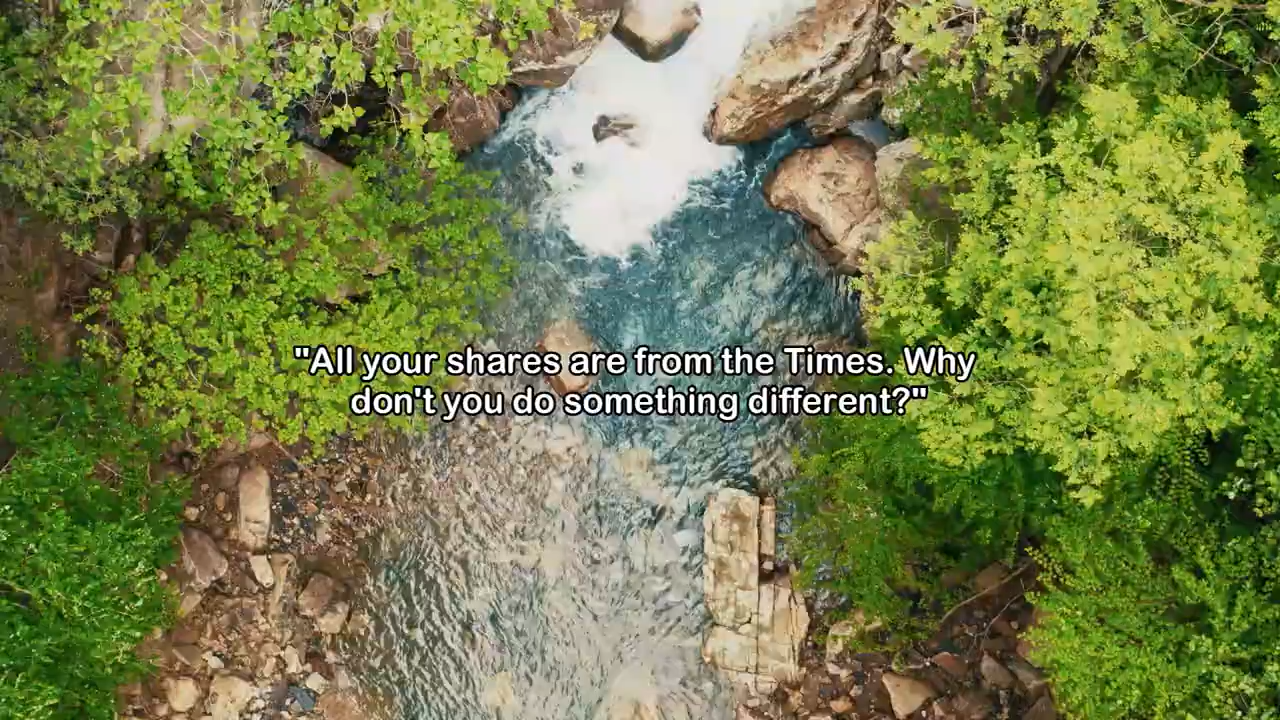 "All your shares are from the Times. Why
don't you do something different?"